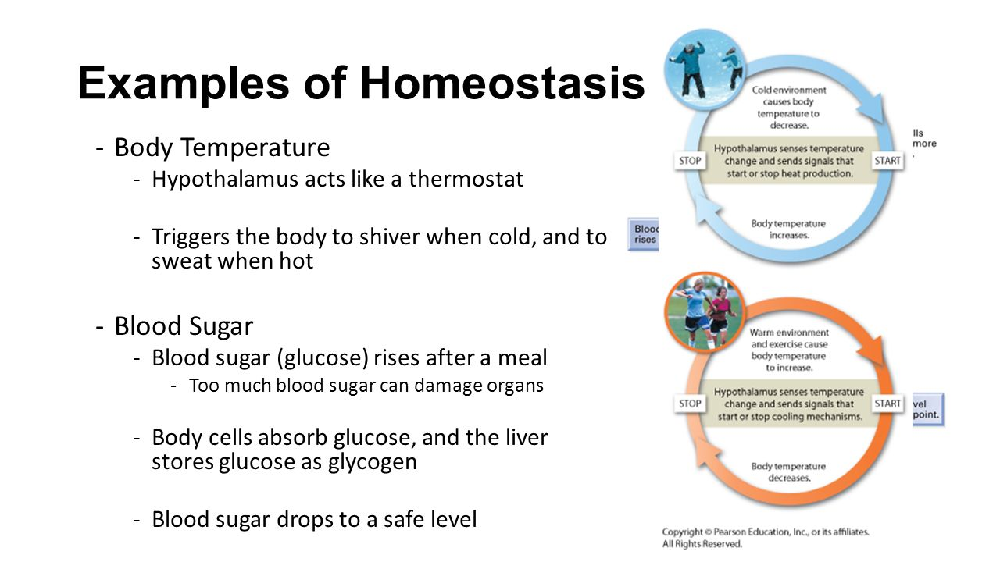 Examples of Homeostasis
- Body Temperature
- Hypothalamus acts like a thermostat
- Triggers the body to shiver when cold, and to
sweat when hot
- Blood Sugar
- Blood sugar (glucose) rises after a meal
- Too much blood sugar can damage organs
- Body cells absorb glucose, and the liver
stores glucose as glycogen
- Blood sugar drops to a safe level
Cold environment
causes body
temperature to
decrease.
STOP
Hypothalamus senses temperature
change and sends signals that
start or stop heat production.
START
Body temperature
increases.
lls
more
Blood
rises
Warm environment
and exercise cause
body temperature
to increase.
STOP
Hypothalamus senses temperature
change and sends signals that
start or stop cooling mechanisms.
START
Body temperature
decreases.
vel
point.
Copyright © Pearson Education, Inc., or its affiliates.
All Rights Reserved.